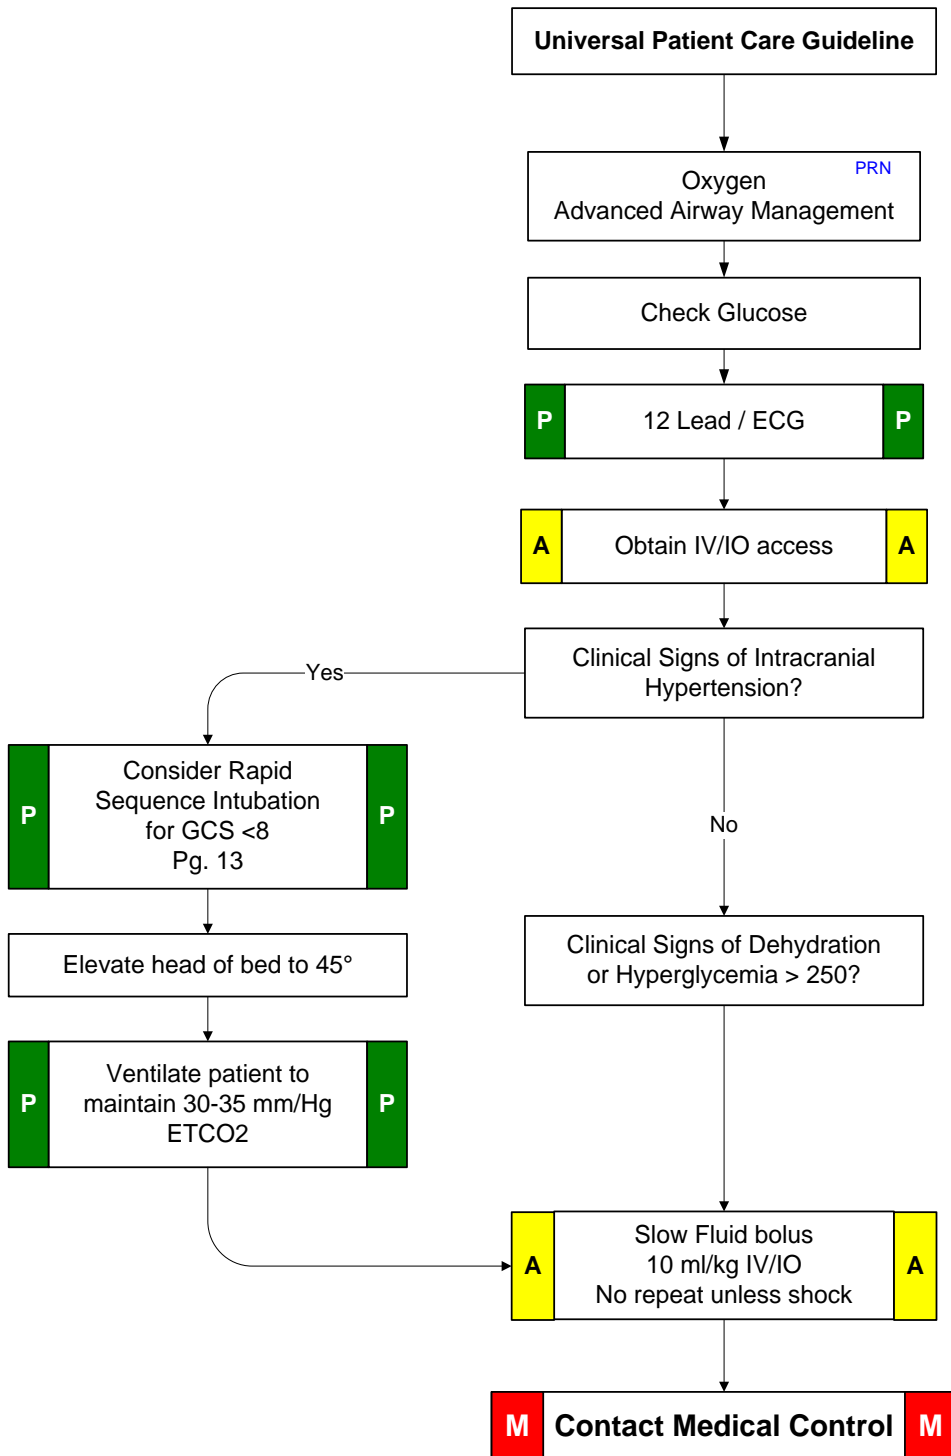 Universal Patient Care Guideline
PRN
Oxygen
Advanced Airway Management
Check Glucose
P 12 Lead / ECG P
A Obtain IV/IO access A
Clinical Signs of Intracranial
Hypertension?
Yes
P P
Consider Rapid
Sequence Intubation
for GCS <8
Pg. 13
No
Elevate head of bed to 45°
Clinical Signs of Dehydration
or Hyperglycemia > 250?
P P
Ventilate patient to
maintain 30-35 mm/Hg
ETCO2
A A
Slow Fluid bolus
10 ml/kg IV/IO
No repeat unless shock
M Contact Medical Control M